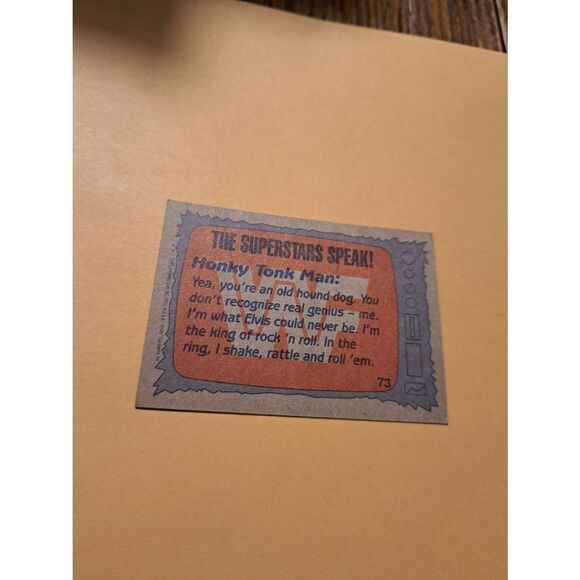 THE SUPERSTARS SPEAK!
Honky Tonk Man:
Yea, you're an old hound dog. You
don't recognize real genius – me.
I'm what Elvis could never be. I'm
the king of rock 'n roll. In the
ring, I shake, rattle and roll 'em.
73